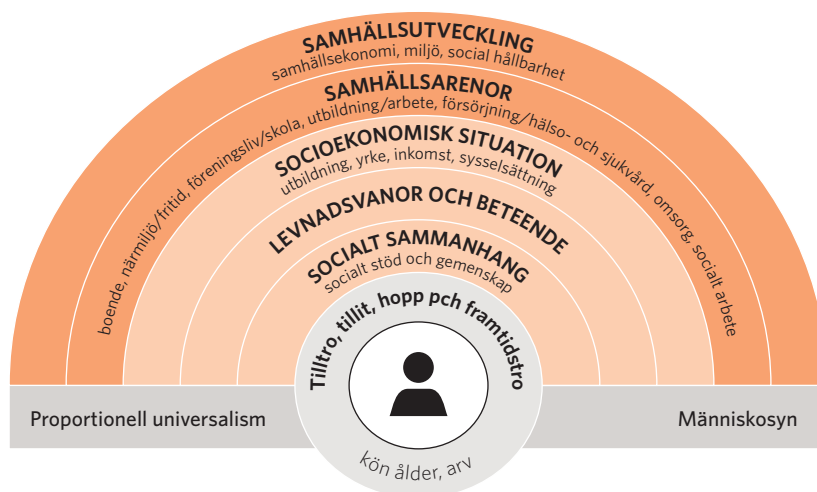 SAMHÄLLSUTVECKLING
samhällsekonomi, miljö, social hållbarhet
SAMHÄLLSARENOR
boende, närmiljö/fritid, föreningsliv/skola, utbildning/arbete, försörjning/hälso- och sjukvård, omsorg, socialt arbete
SOCIOEKONOMISK SITUATION
utbildning, yrke, inkomst, sysselsättning
LEVNADSVANOR OCH BETEENDE
SOCIALT SAMMANHANG
socialt stöd och gemenskap
Tilltro, tillit, hopp pch framtidstro
Proportionell universalism
Människosyn
kön ålder, arv